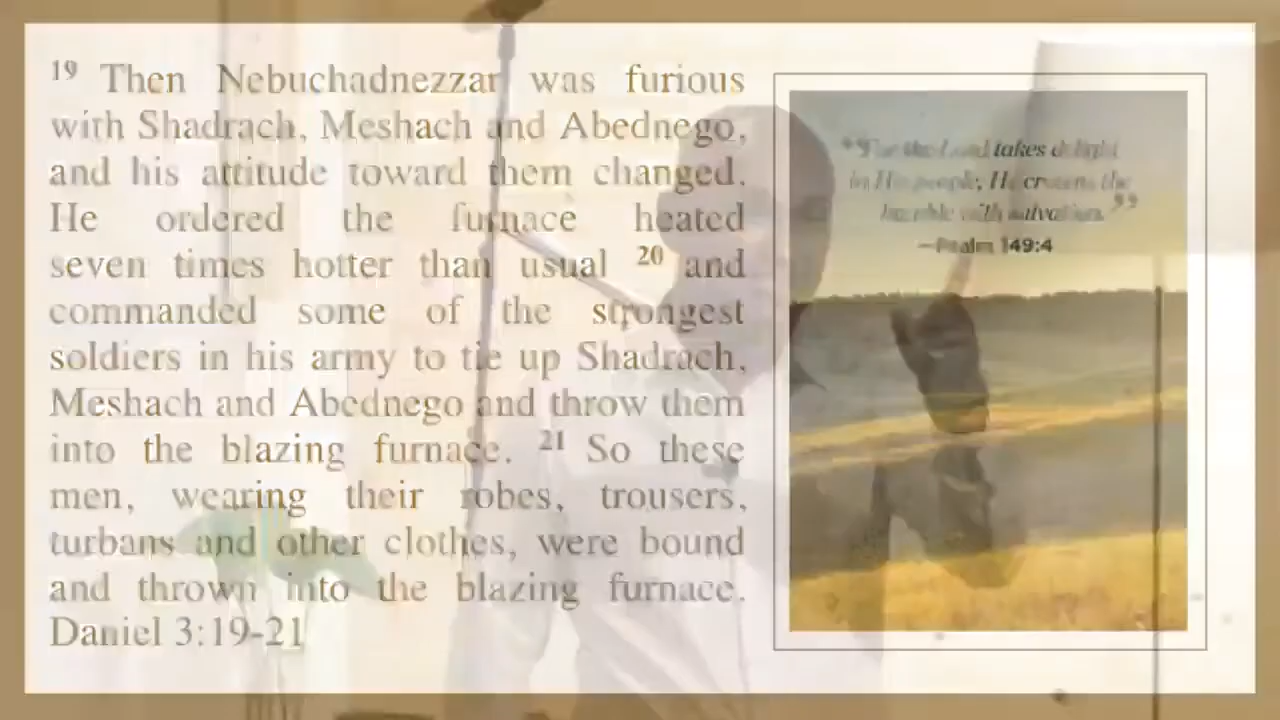 19 Then Nebuchadnezzar was furious
with Shadrach, Meshach and Abednego,
and his attitude toward them changed.
He ordered the furnace heated
seven times hotter than usual 20 and
commanded some of the strongest
soldiers in his army to tie up Shadrach,
Meshach and Abednego and throw them
into the blazing furnace. 21 So these
men, wearing their robes, trousers,
turbans and other clothes, were bound
and thrown into the blazing furnace.
Daniel 3:19-21
“For the Lord takes delight
in His people; He crowns the
humble with salvation.”
—Psalm 149:4